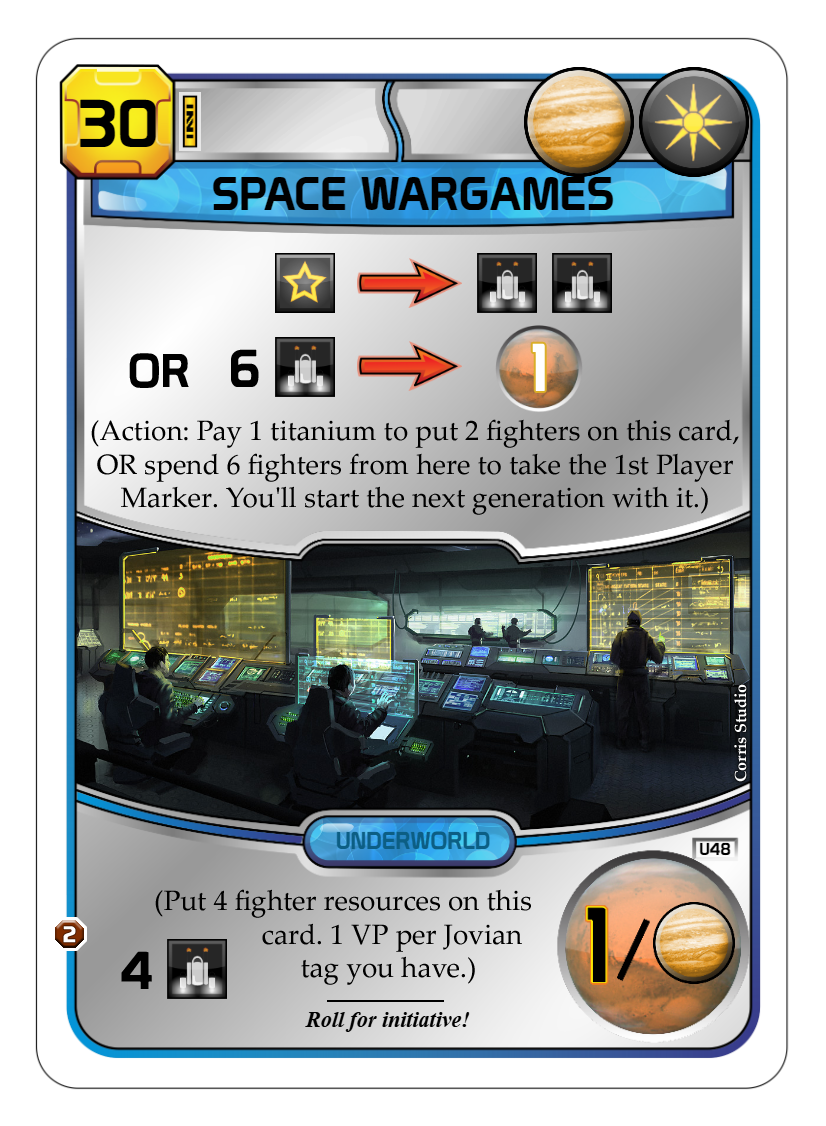 30
SPACE WARGAMES
OR 6 1
(Action: Pay 1 titanium to put 2 fighters on this card,
OR spend 6 fighters from here to take the 1st Player
Marker. You'll start the next generation with it.)
Corris Studio
UNDERWORLD
U48
(Put 4 fighter resources on this
card. 1 VP per Jovian
tag you have.)
2
4
1/
Roll for initiative!